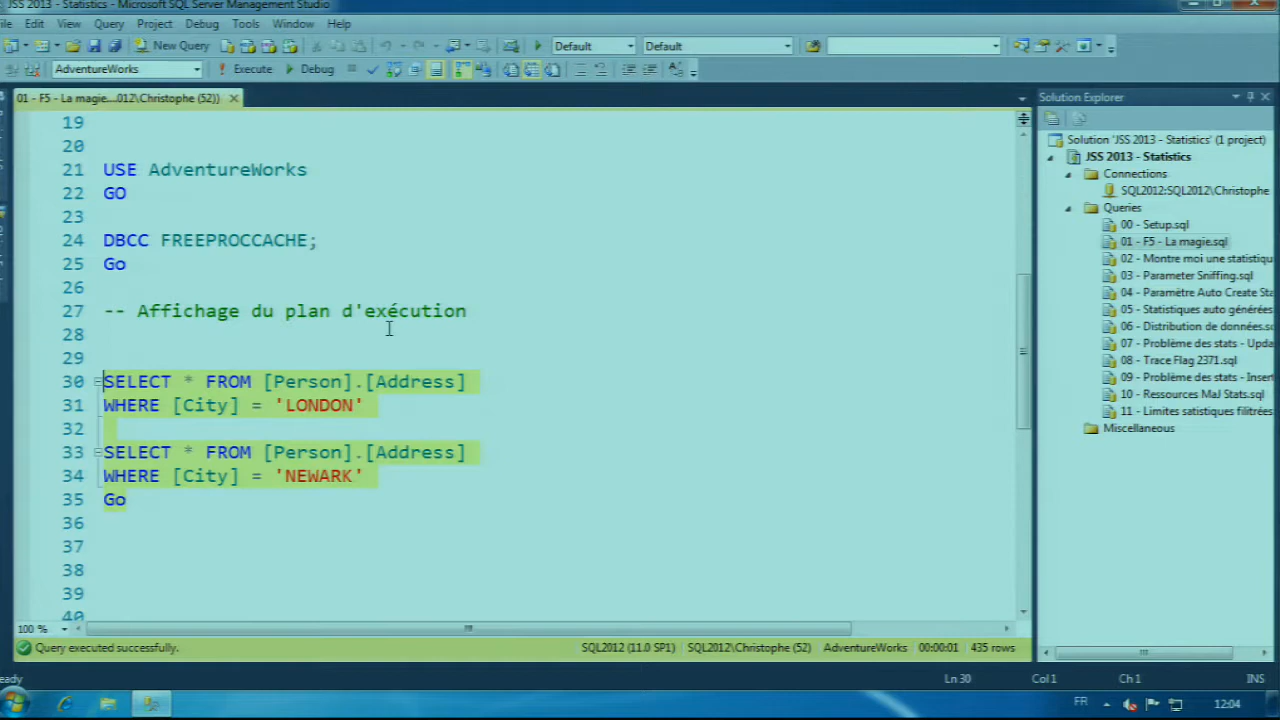 JSS 2013 - Statistics - Microsoft SQL Server Management Studio
File Edit View Query Project Debug Tools Window Help
New Query Default Default
AdventureWorks Execute Debug
01 - F5 - La magie....012\Christophe (52))
19
20
21 USE AdventureWorks
22 GO
23
24 DBCC FREEPROCCACHE;
25 Go
26
27 -- Affichage du plan d'exécution
28
29
30 SELECT * FROM [Person].[Address]
31 WHERE [City] = 'LONDON'
32
33 SELECT * FROM [Person].[Address]
34 WHERE [City] = 'NEWARK'
35 Go
36
37
38
39
40
100 %
Query executed successfully. SQL2012 (11.0 SP1) SQL2012\Christophe (52) AdventureWorks 00:00:01 435 rows
Solution Explorer
Solution 'JSS 2013 - Statistics' (1 project)
JSS 2013 - Statistics
Connections
SQL2012:SQL2012\Christophe
Queries
00 - Setup.sql
01 - F5 - La magie.sql
02 - Montre moi une statistiqu
03 - Parameter Sniffing.sql
04 - Paramètre Auto Create Sta
05 - Statistiques auto générées
06 - Distribution de données.s
07 - Problème des stats - Upda
08 - Trace Flag 2371.sql
09 - Problème des stats - Insert
10 - Ressources MaJ Stats.sql
11 - Limites satistiques filitrées
Miscellaneous
eady Ln 30 Col 1 Ch 1 INS
FR 12:04